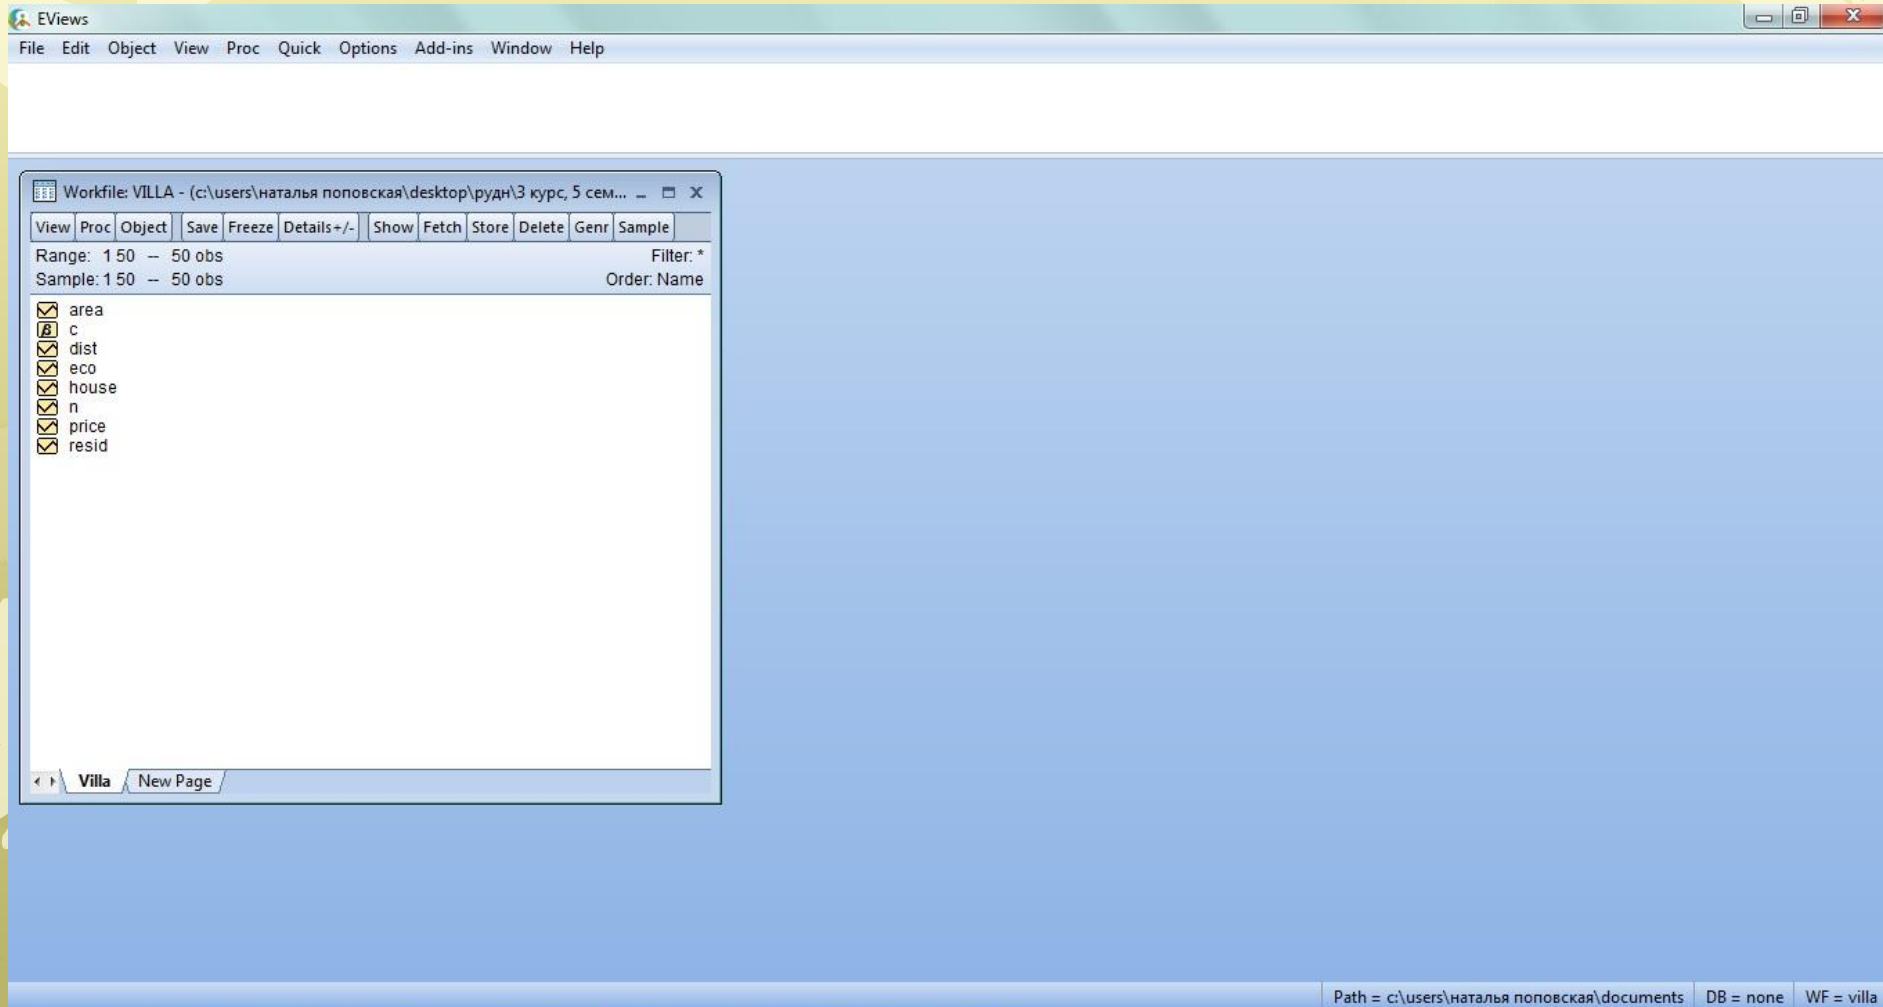 EViews
File Edit Object View Proc Quick Options Add-ins Window Help
Workfile: VILLA - (c:\users\наталья поповская\desktop\рудн\3 курс, 5 сем...
View Proc Object Save Freeze Details+/- Show Fetch Store Delete Genr Sample
Range: 1 50 -- 50 obs Filter: *
Sample: 1 50 -- 50 obs Order: Name
area
β c
dist
eco
house
n
price
resid
Villa New Page
Path = c:\users\наталья поповская\documents DB = none WF = villa